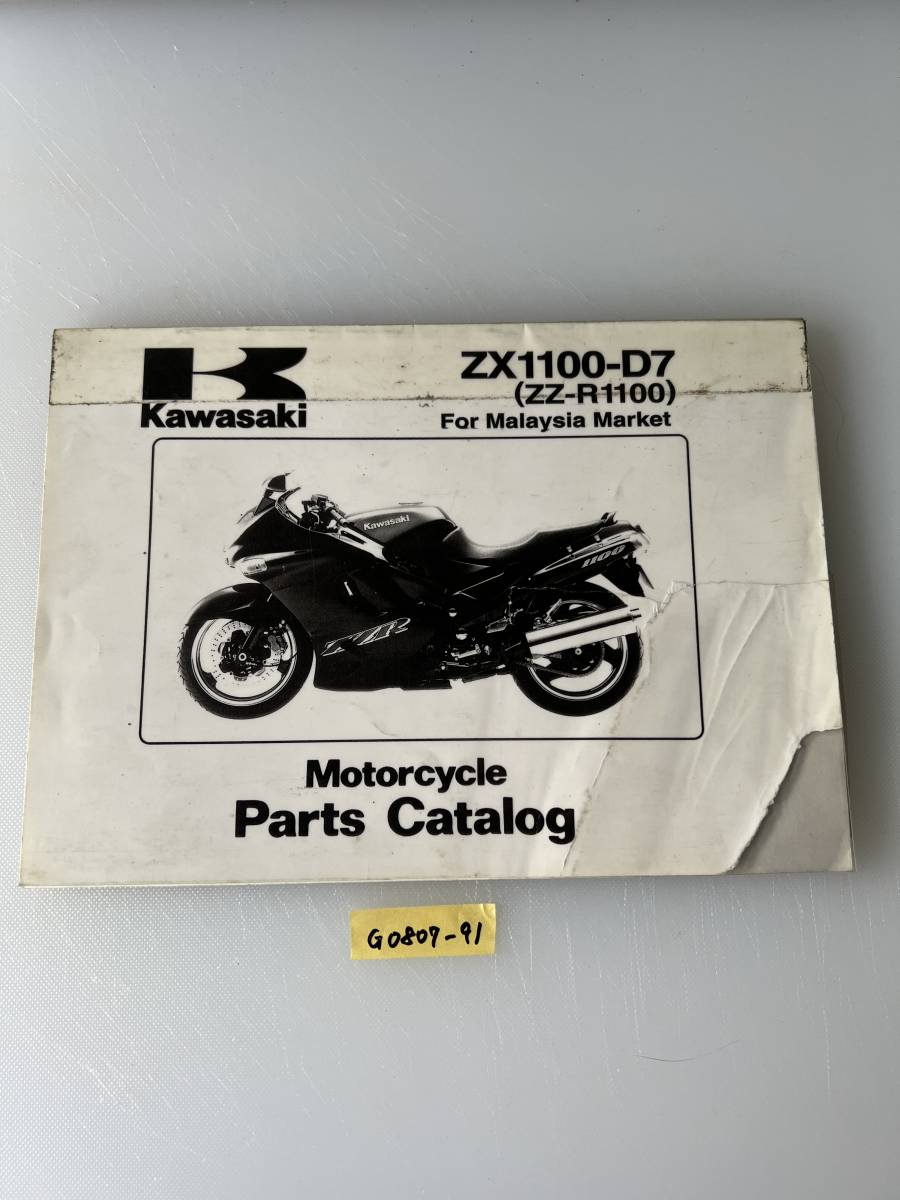 Kawasaki
ZX1100-D7
(ZZ-R1100)
For Malaysia Market
Kawasaki
1100
ZZR
Motorcycle
Parts Catalog
G0807-91